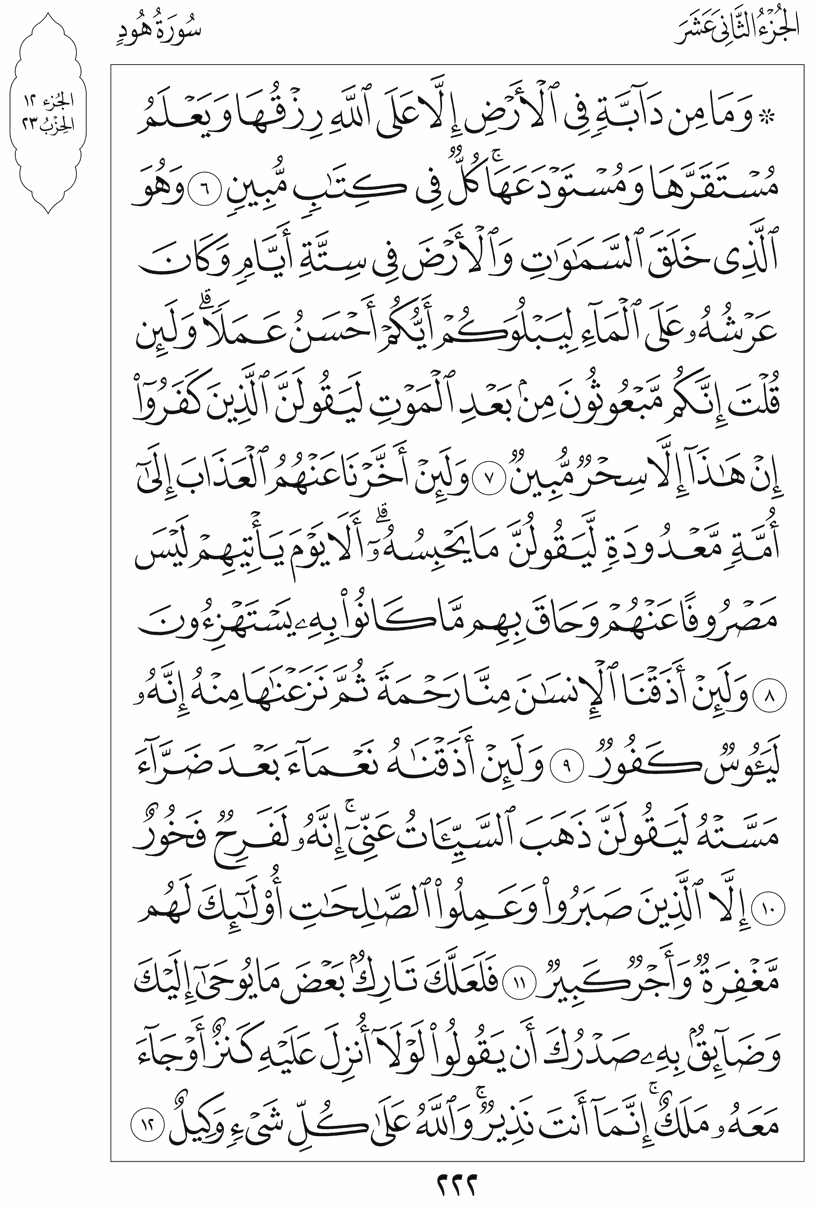 الجُزْءُ الثَّانِي عَشَرَ
سُورَةُ هُودٍ
الجُزء ١٢
الحِزْبُ ٢٣
۞ وَمَا مِن دَآبَّةٍ فِي ٱلْأَرْضِ إِلَّا عَلَى ٱللَّهِ رِزْقُهَا وَيَعْلَمُ
مُسْتَقَرَّهَا وَمُسْتَوْدَعَهَاۚ كُلٌّ فِي كِتَٰبٍ مُّبِينٍ ٦ وَهُوَ
ٱلَّذِي خَلَقَ ٱلسَّمَٰوَٰتِ وَٱلْأَرْضَ فِي سِتَّةِ أَيَّامٍ وَكَانَ
عَرْشُهُۥ عَلَى ٱلْمَآءِ لِيَبْلُوَكُمْ أَيُّكُمْ أَحْسَنُ عَمَلًاۗ وَلَئِن
قُلْتَ إِنَّكُم مَّبْعُوثُونَ مِنۢ بَعْدِ ٱلْمَوْتِ لَيَقُولَنَّ ٱلَّذِينَ كَفَرُوٓا۟
إِنْ هَٰذَآ إِلَّا سِحْرٌ مُّبِينٌ ٧ وَلَئِنْ أَخَّرْنَا عَنْهُمُ ٱلْعَذَابَ إِلَىٰٓ
أُمَّةٍ مَّعْدُودَةٍ لَّيَقُولُنَّ مَا يَحْبِسُهُۥٓۗ أَلَا يَوْمَ يَأْتِيهِمْ لَيْسَ
مَصْرُوفًا عَنْهُمْ وَحَاقَ بِهِم مَّا كَانُوا۟ بِهِۦ يَسْتَهْزِءُونَ
٨ وَلَئِنْ أَذَقْنَا ٱلْإِنسَٰنَ مِنَّا رَحْمَةً ثُمَّ نَزَعْنَٰهَا مِنْهُ إِنَّهُۥ
لَيَـُٔوسٌ كَفُورٌ ٩ وَلَئِنْ أَذَقْنَٰهُ نَعْمَآءَ بَعْدَ ضَرَّآءَ
مَسَّتْهُ لَيَقُولَنَّ ذَهَبَ ٱلسَّيِّـَٔاتُ عَنِّيٓۚ إِنَّهُۥ لَفَرِحٌ فَخُورٌ
١٠ إِلَّا ٱلَّذِينَ صَبَرُوا۟ وَعَمِلُوا۟ ٱلصَّٰلِحَٰتِ أُو۟لَٰٓئِكَ لَهُم
مَّغْفِرَةٌ وَأَجْرٌ كَبِيرٌ ١١ فَلَعَلَّكَ تَارِكٌۢ بَعْضَ مَا يُوحَىٰٓ إِلَيْكَ
وَضَآئِقٌۢ بِهِۦ صَدْرُكَ أَن يَقُولُوا۟ لَوْلَآ أُنزِلَ عَلَيْهِ كَنزٌ أَوْ جَآءَ
مَعَهُۥ مَلَكٌۚ إِنَّمَآ أَنتَ نَذِيرٌۚ وَٱللَّهُ عَلَىٰ كُلِّ شَيْءٍ وَكِيلٌ ١٢
٢٢٢